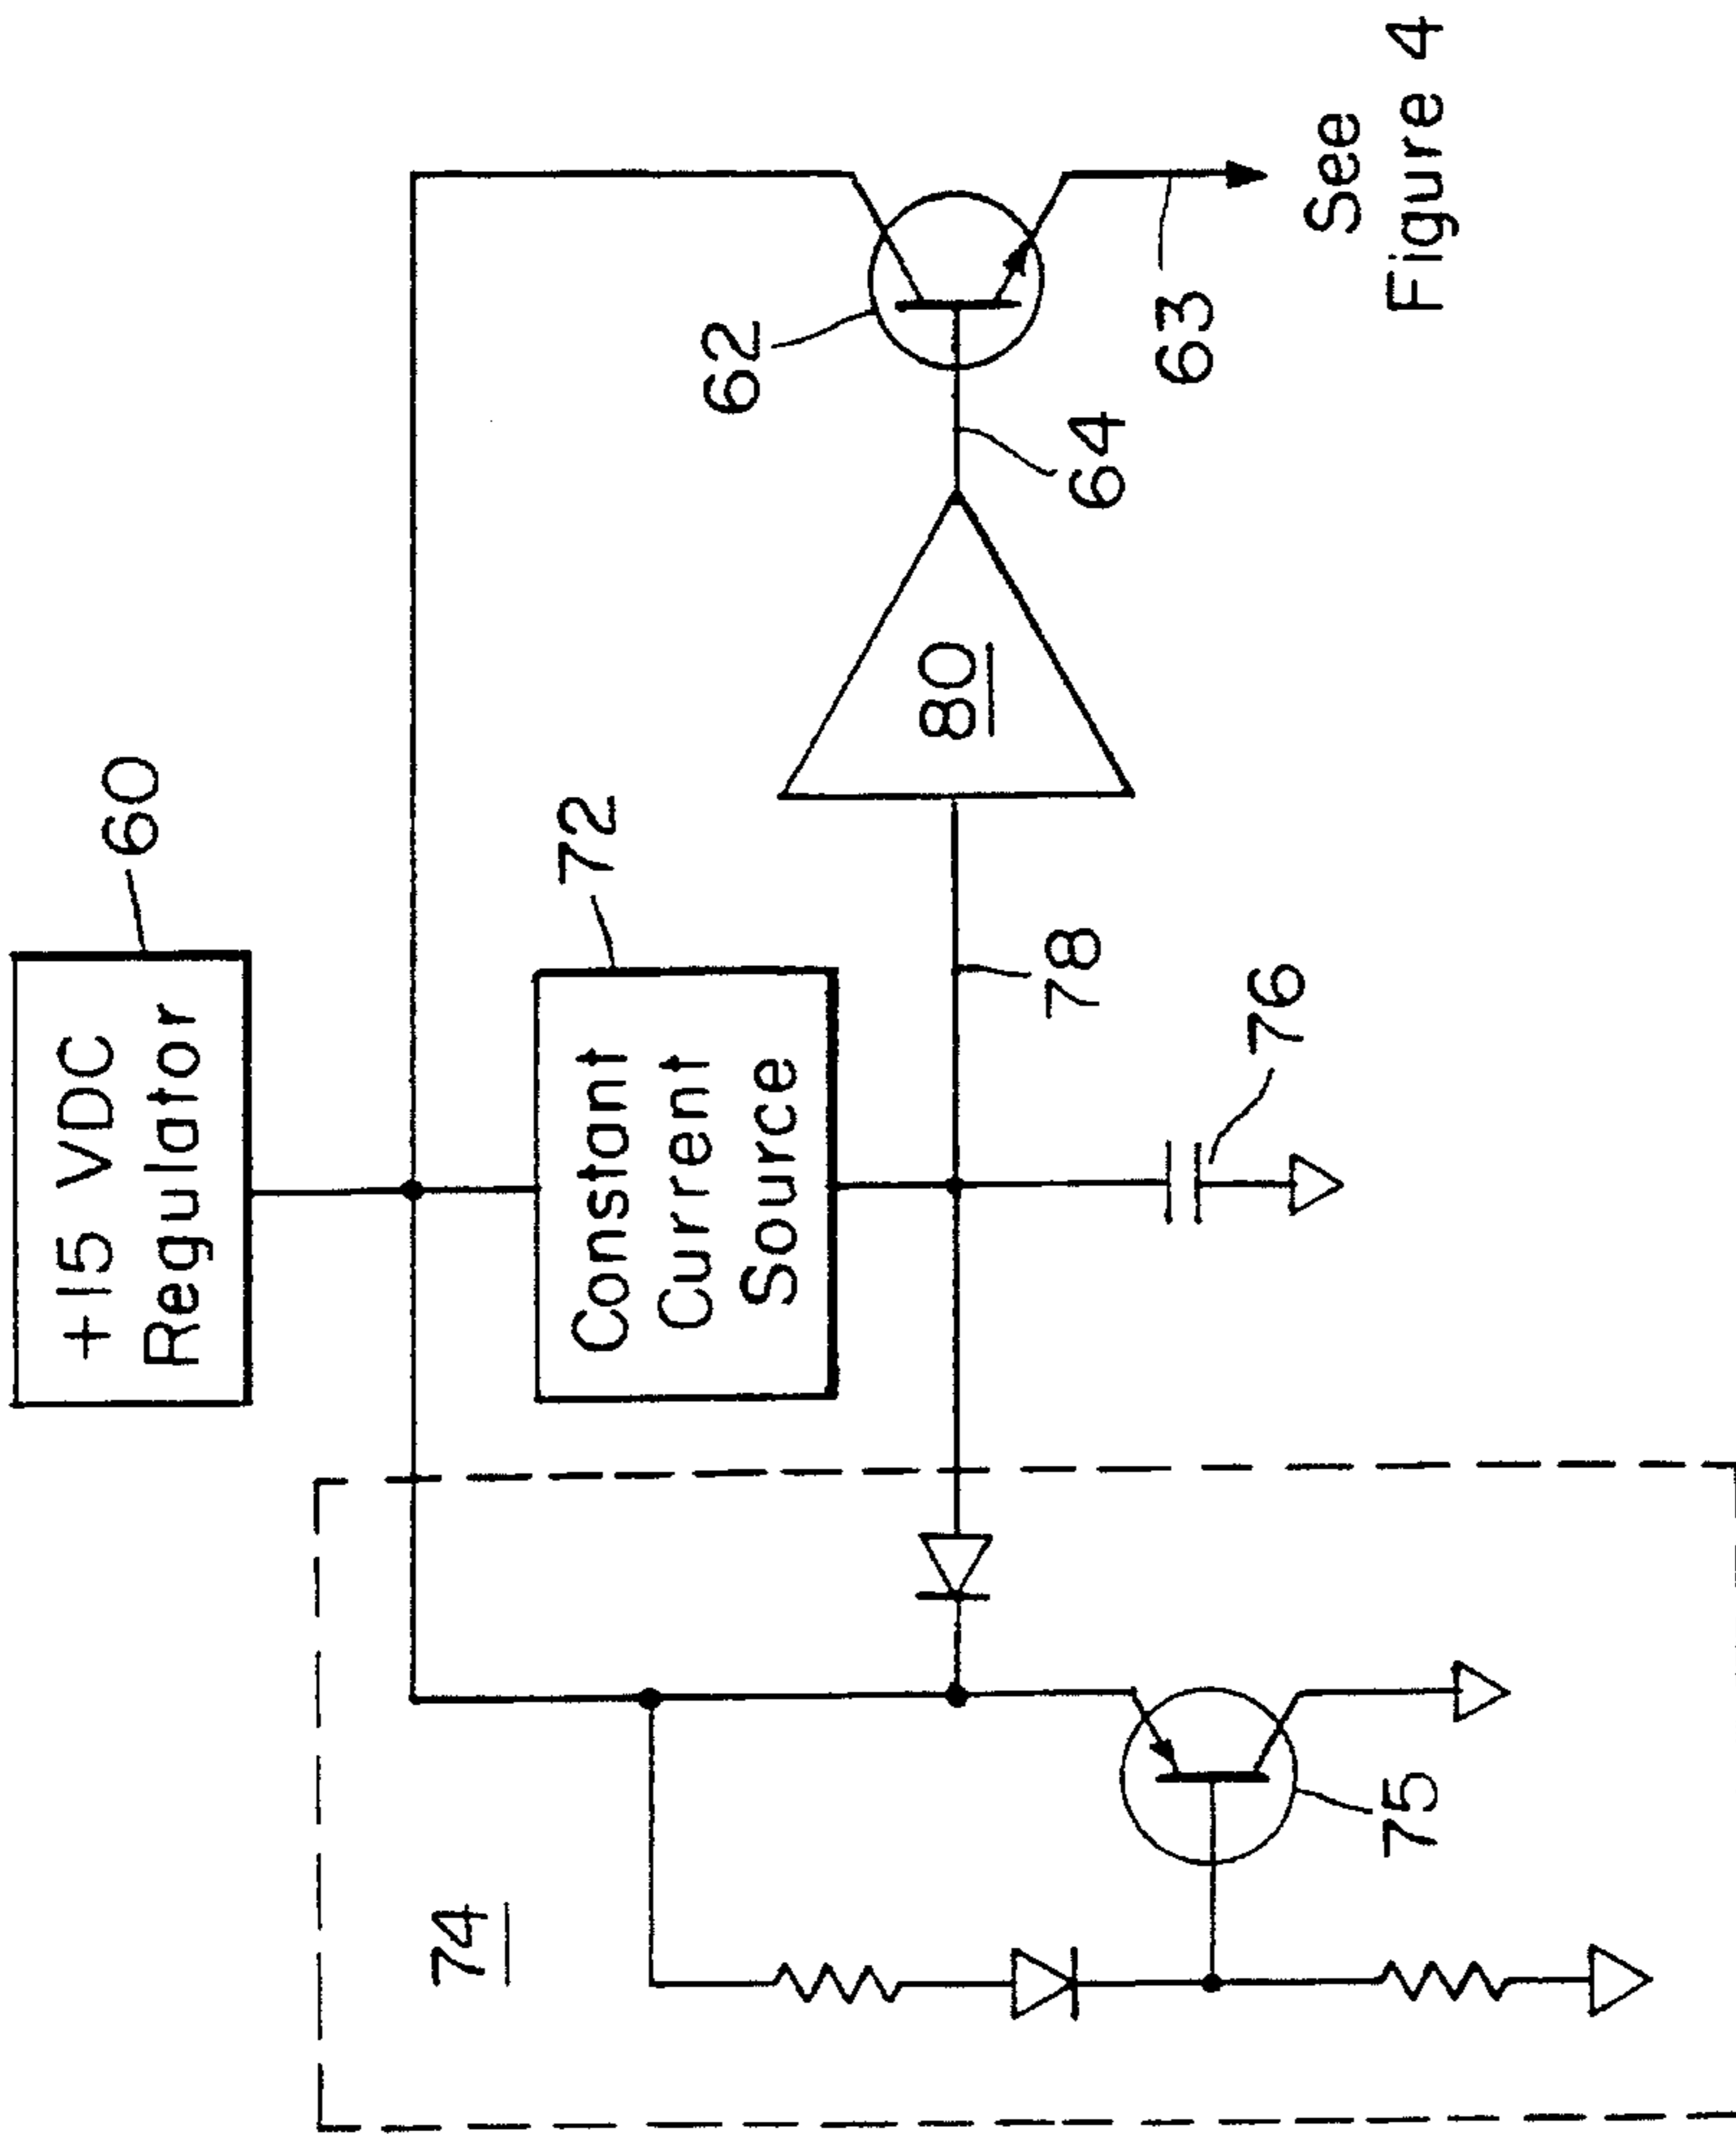 +15 VDC
Regulator
60
Constant
Current
Source
72
74
62
80
64
78
63
76
75
See
Figure 4